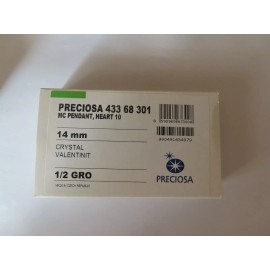 PRECIOSA 433 68 301
MC PENDANT, HEART 10
14 mm
CRYSTAL
VALENTINIT
1/2 GRO
PRECIOSA